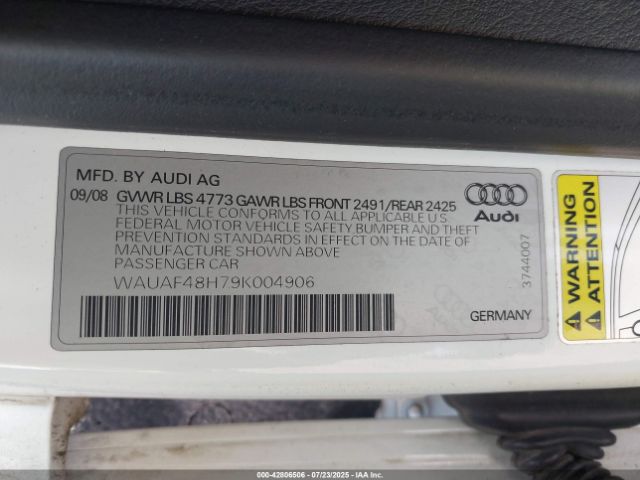 MFD. BY AUDI AG
09/08 GVWR LBS 4773 GAWR LBS FRONT 2491/REAR 2425
THIS VEHICLE CONFORMS TO ALL APPLICABLE U.S.
FEDERAL MOTOR VEHICLE SAFETY BUMPER AND THEFT
PREVENTION STANDARDS IN EFFECT ON THE DATE OF
MANUFACTURE SHOWN ABOVE
PASSENGER CAR
WAUAF48H79K004906
Audi
3744007
GERMANY
WARNING
ATTENTION
000-42806506 07/23/2025 COPYRIGHT IAA, LLC.